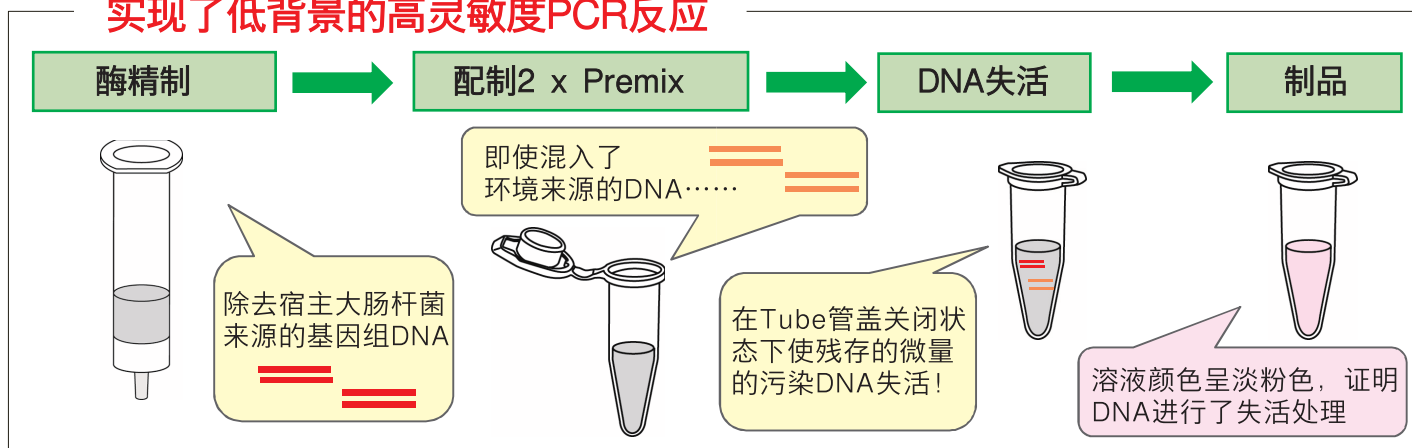 实现了低背景的高灵敏度PCR反应
酶精制
配制2 x Premix
DNA失活
制品
即使混入了
环境来源的DNA……
除去宿主大肠杆菌
来源的基因组DNA
在Tube管盖关闭状
态下使残存的微量
的污染DNA失活！
溶液颜色呈淡粉色，证明
DNA进行了失活处理